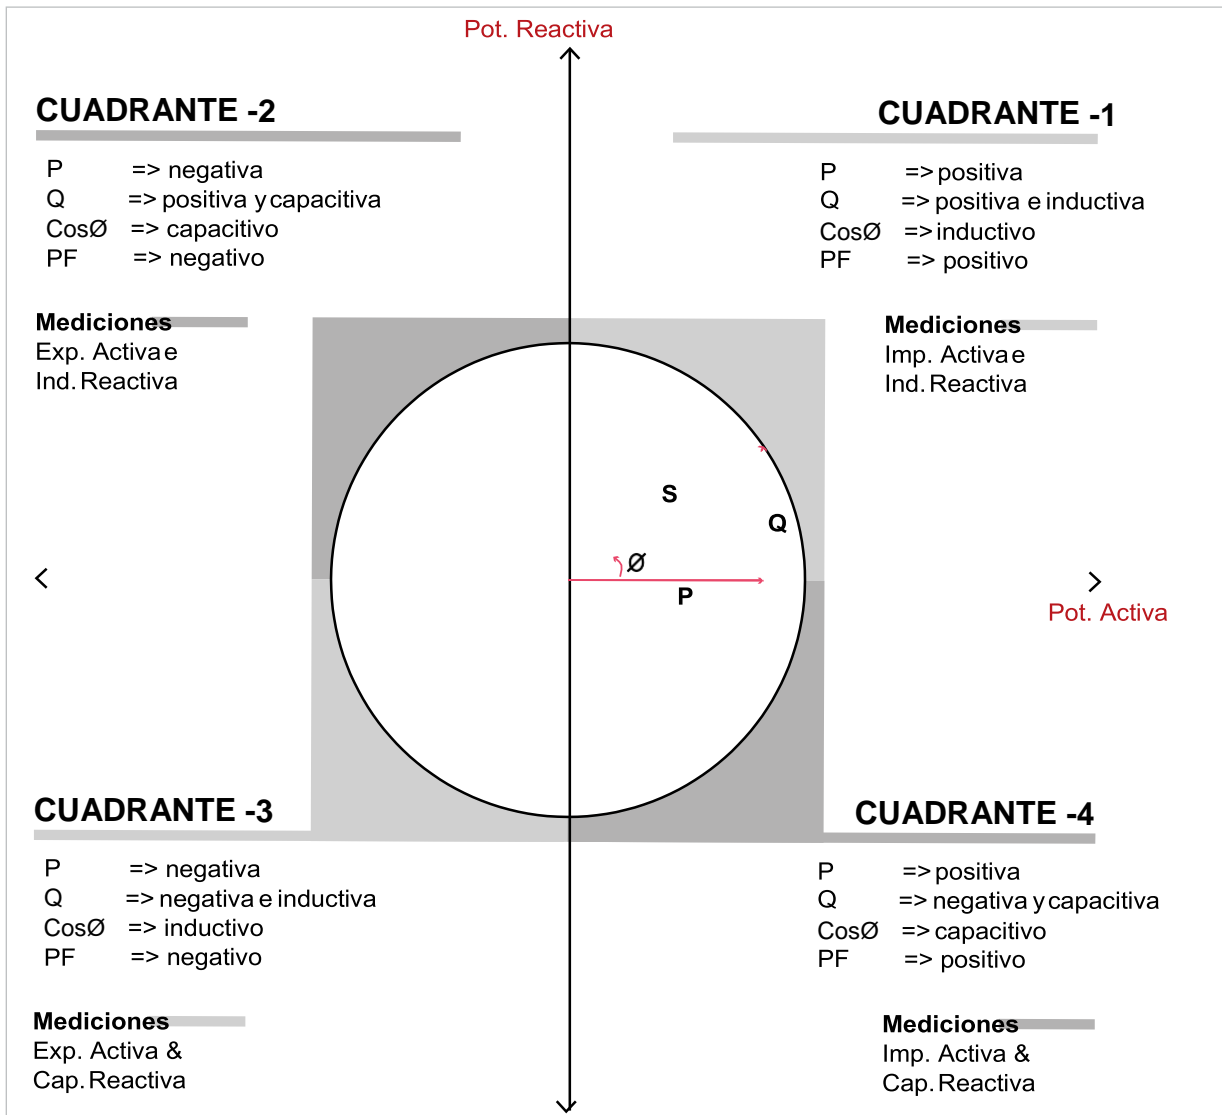 Pot. Reactiva
CUADRANTE -2
P => negativa
Q => positiva y capacitiva
CosØ => capacitivo
PF => negativo
Mediciones
Exp. Activa e
Ind. Reactiva
CUADRANTE -1
P => positiva
Q => positiva e inductiva
CosØ => inductivo
PF => positivo
Mediciones
Imp. Activa e
Ind. Reactiva
S
Q
Ø
P
Pot. Activa
CUADRANTE -3
P => negativa
Q => negativa e inductiva
CosØ => inductivo
PF => negativo
Mediciones
Exp. Activa &
Cap. Reactiva
CUADRANTE -4
P => positiva
Q => negativa y capacitiva
CosØ => capacitivo
PF => positivo
Mediciones
Imp. Activa &
Cap. Reactiva